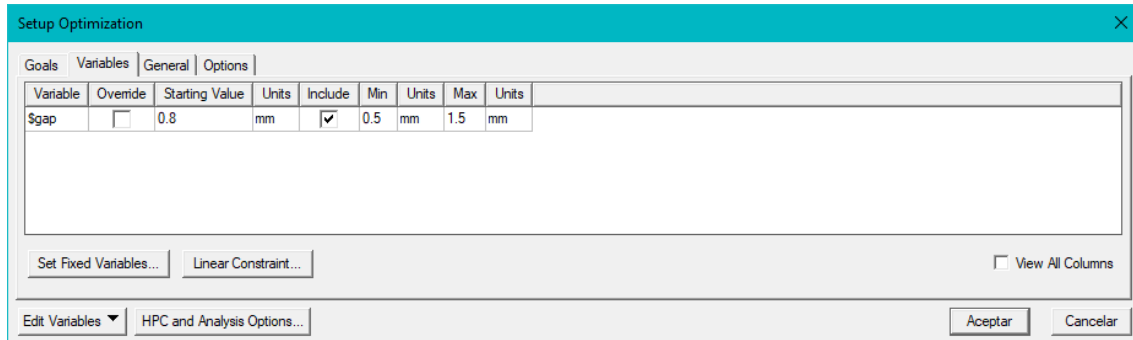 Setup Optimization
Goals Variables General Options
Variable Override Starting Value Units Include Min Units Max Units
$gap 0.8 mm 0.5 mm 1.5 mm
Set Fixed Variables... Linear Constraint... View All Columns
Edit Variables HPC and Analysis Options... Aceptar Cancelar